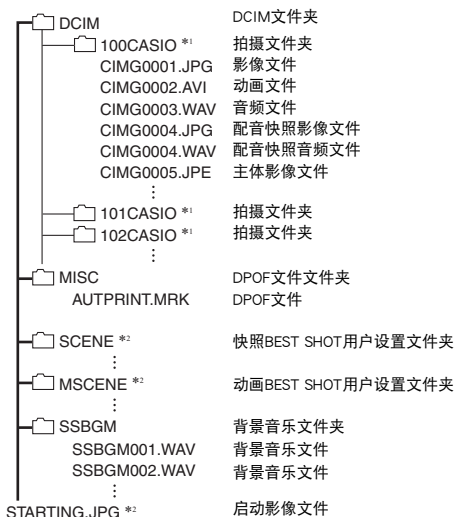 DCIM DCIM文件夹
100CASIO *1 拍摄文件夹
CIMG0001.JPG 影像文件
CIMG0002.AVI 动画文件
CIMG0003.WAV 音频文件
CIMG0004.JPG 配音快照影像文件
CIMG0004.WAV 配音快照音频文件
CIMG0005.JPE 主体影像文件
⋮
101CASIO *1 拍摄文件夹
102CASIO *1 拍摄文件夹
⋮
MISC DPOF文件文件夹
AUTPRINT.MRK DPOF文件
SCENE *2 快照BEST SHOT用户设置文件夹
⋮
MSCENE *2 动画BEST SHOT用户设置文件夹
⋮
SSBGM 背景音乐文件夹
SSBGM001.WAV 背景音乐文件
SSBGM002.WAV 背景音乐文件
⋮
STARTING.JPG *2 启动影像文件